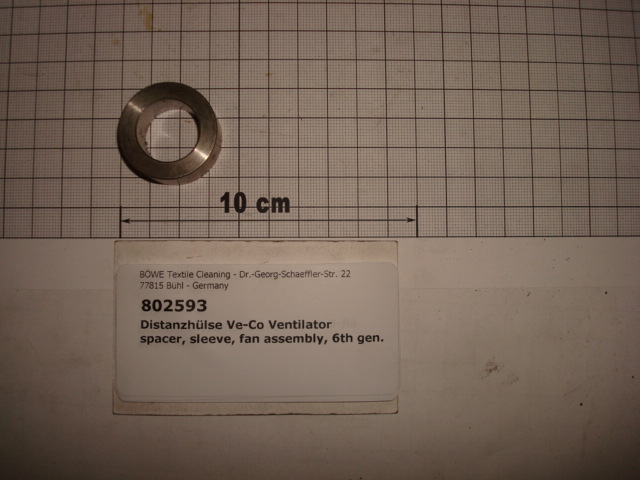 10 cm
BÖWE Textile Cleaning - Dr.-Georg-Schaeffler-Str. 22
77815 Bühl - Germany
802593
Distanzhülse Ve-Co Ventilator
spacer, sleeve, fan assembly, 6th gen.